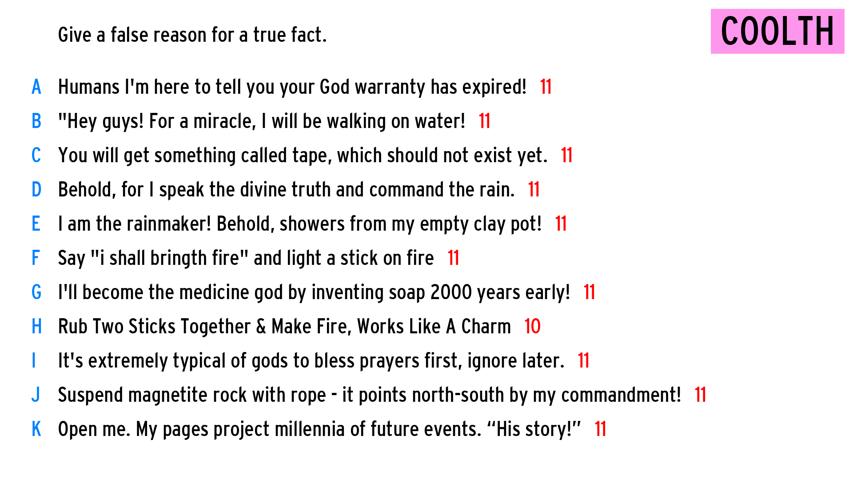 Give a false reason for a true fact.
COOLTH
A Humans I'm here to tell you your God warranty has expired! 11
B "Hey guys! For a miracle, I will be walking on water! 11
C You will get something called tape, which should not exist yet. 11
D Behold, for I speak the divine truth and command the rain. 11
E I am the rainmaker! Behold, showers from my empty clay pot! 11
F Say "i shall bringth fire" and light a stick on fire 11
G I'll become the medicine god by inventing soap 2000 years early! 11
H Rub Two Sticks Together & Make Fire, Works Like A Charm 10
I It's extremely typical of gods to bless prayers first, ignore later. 11
J Suspend magnetite rock with rope - it points north-south by my commandment! 11
K Open me. My pages project millennia of future events. “His story!” 11